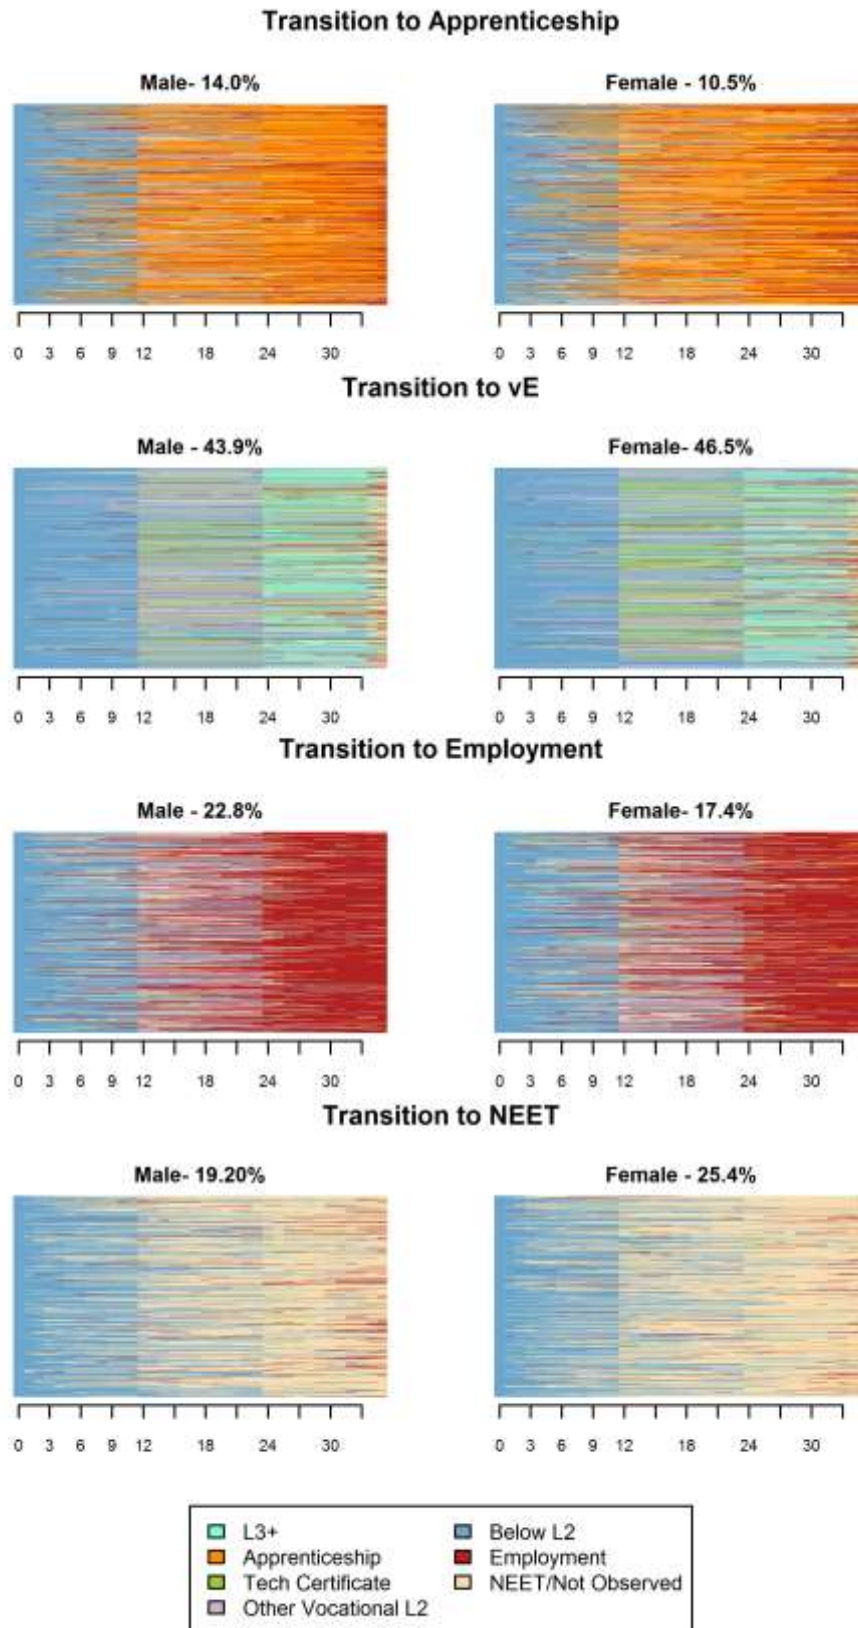 Transition to Apprenticeship
Male- 14.0% Female - 10.5%
0 3 6 9 12 18 24 30 0 3 6 9 12 18 24 30
Transition to vE
Male - 43.9% Female- 46.5%
0 3 6 9 12 18 24 30 0 3 6 9 12 18 24 30
Transition to Employment
Male - 22.8% Female- 17.4%
0 3 6 9 12 18 24 30 0 3 6 9 12 18 24 30
Transition to NEET
Male- 19.20% Female - 25.4%
0 3 6 9 12 18 24 30 0 3 6 9 12 18 24 30
L3+ Below L2
Apprenticeship Employment
Tech Certificate NEET/Not Observed
Other Vocational L2